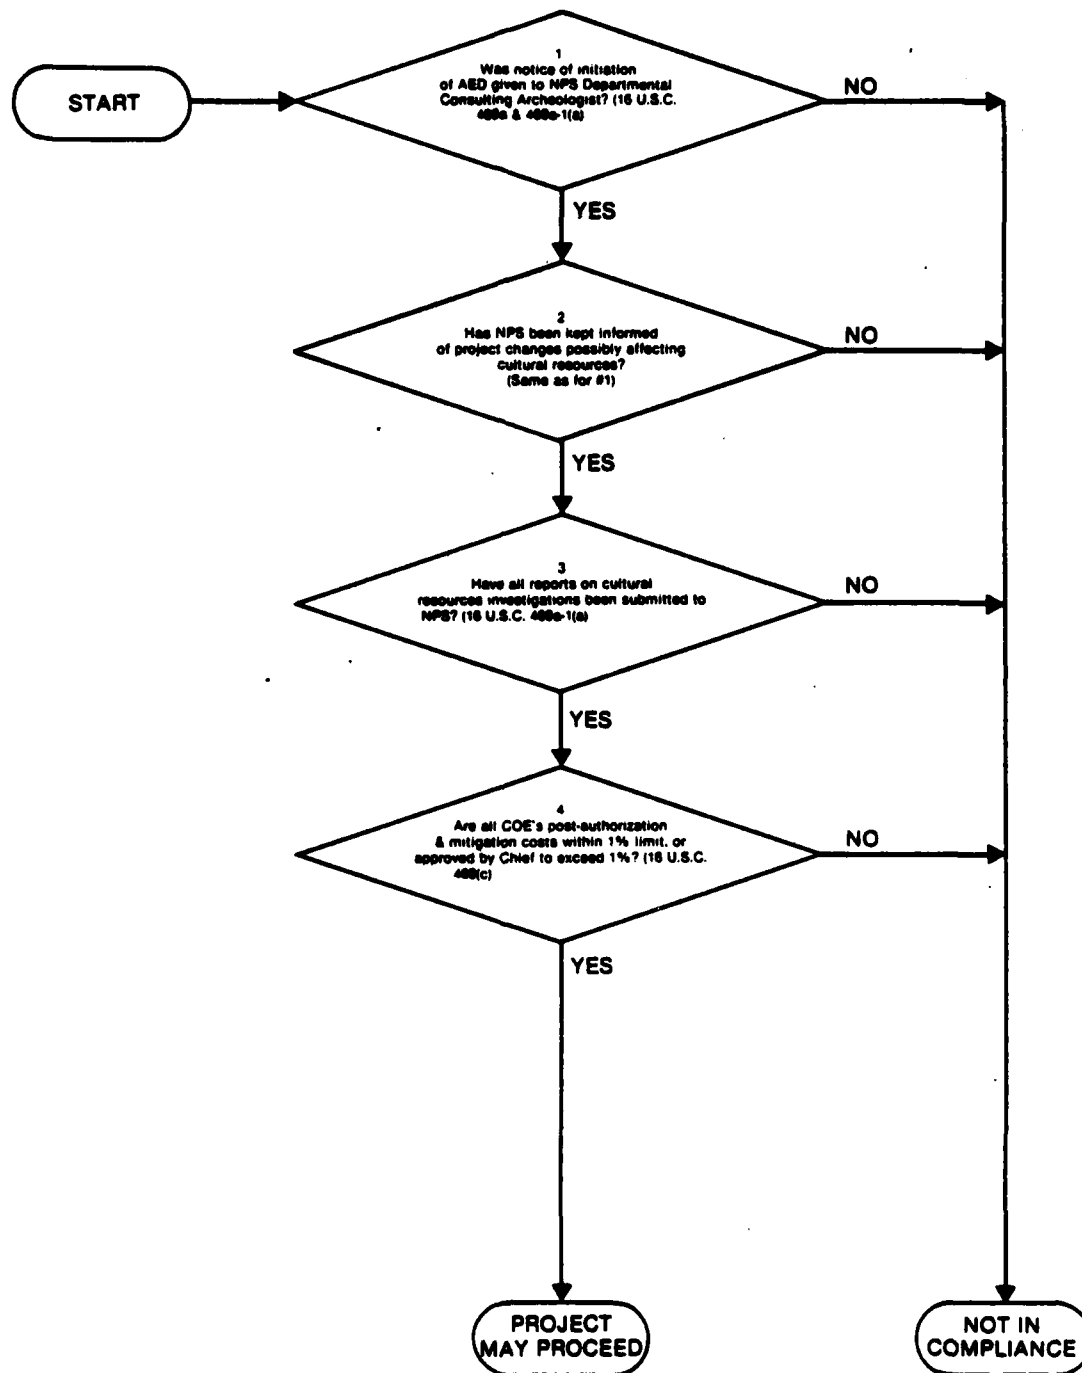 START
1
Was notice of initiation
of AED given to NPS Departmental
Consulting Archeologist? (16 U.S.C.
469a & 469a-1(a)
NO
YES
2
Has NPS been kept informed
of project changes possibly affecting
cultural resources?
(Same as for #1)
NO
YES
3
Have all reports on cultural
resources investigations been submitted to
NPS? (16 U.S.C. 469a-1(a)
NO
YES
4
Are all COE's post-authorization
& mitigation costs within 1% limit, or
approved by Chief to exceed 1%? (16 U.S.C.
469(c)
NO
YES
PROJECT
MAY PROCEED
NOT IN
COMPLIANCE